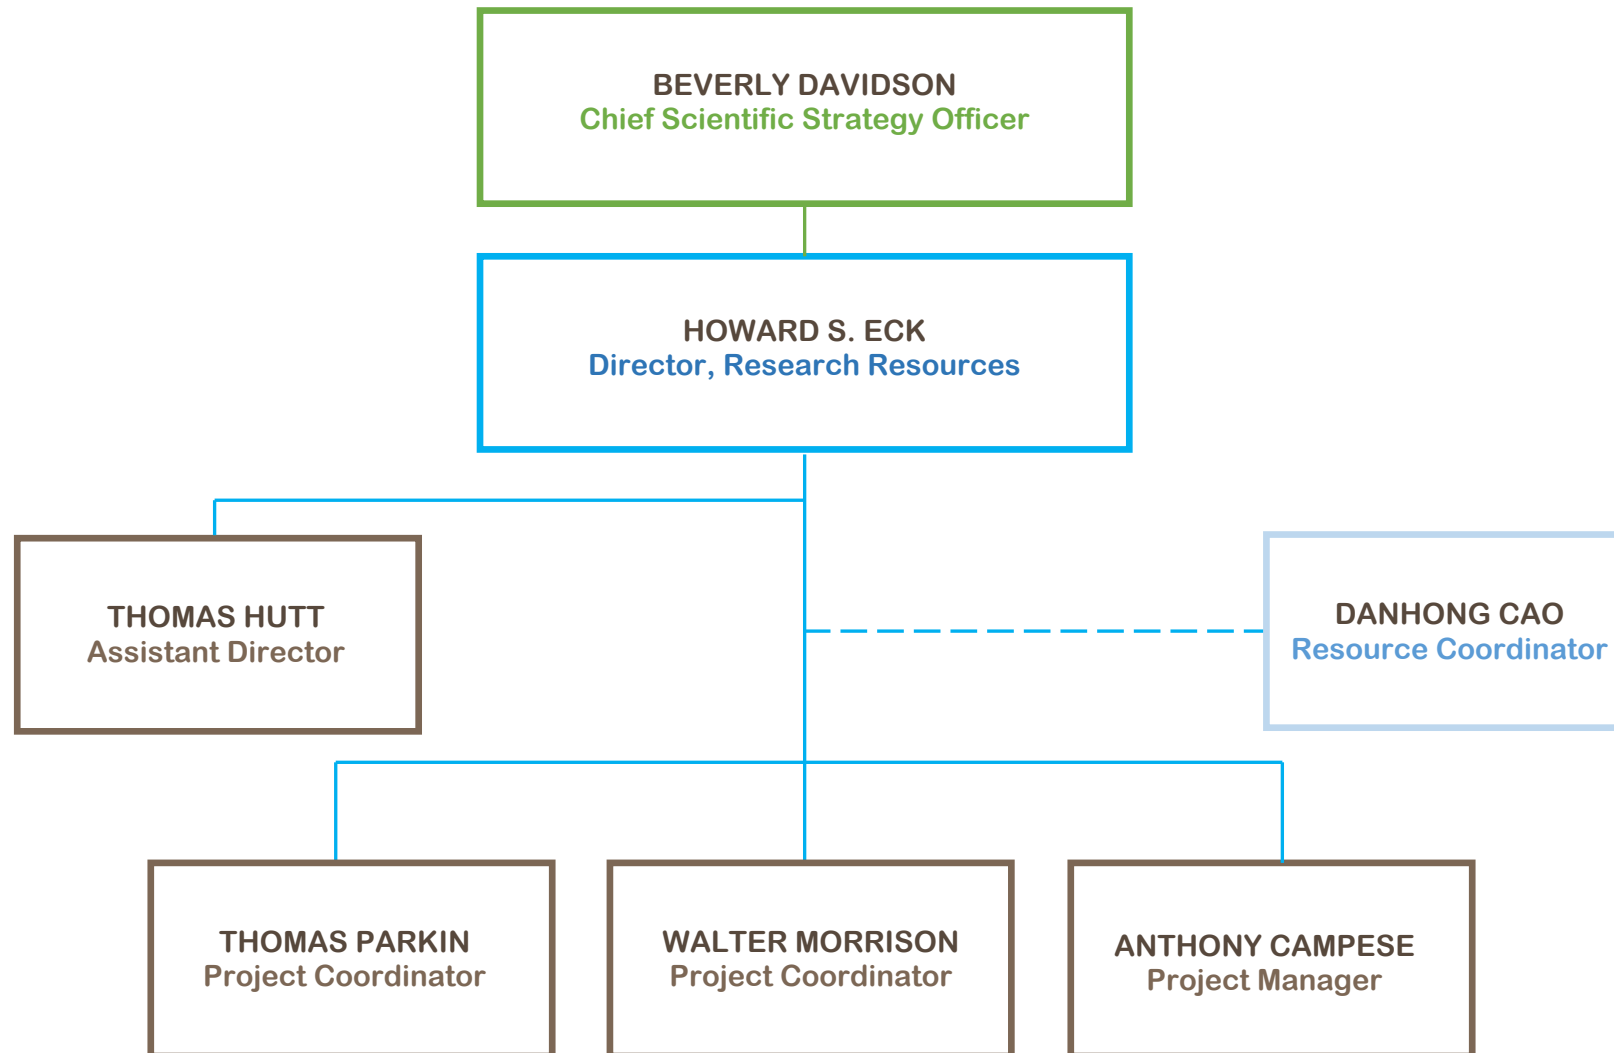 BEVERLY DAVIDSON
Chief Scientific Strategy Officer
HOWARD S. ECK
Director, Research Resources
THOMAS HUTT
Assistant Director
DANHONG CAO
Resource Coordinator
THOMAS PARKIN
Project Coordinator
WALTER MORRISON
Project Coordinator
ANTHONY CAMPESE
Project Manager